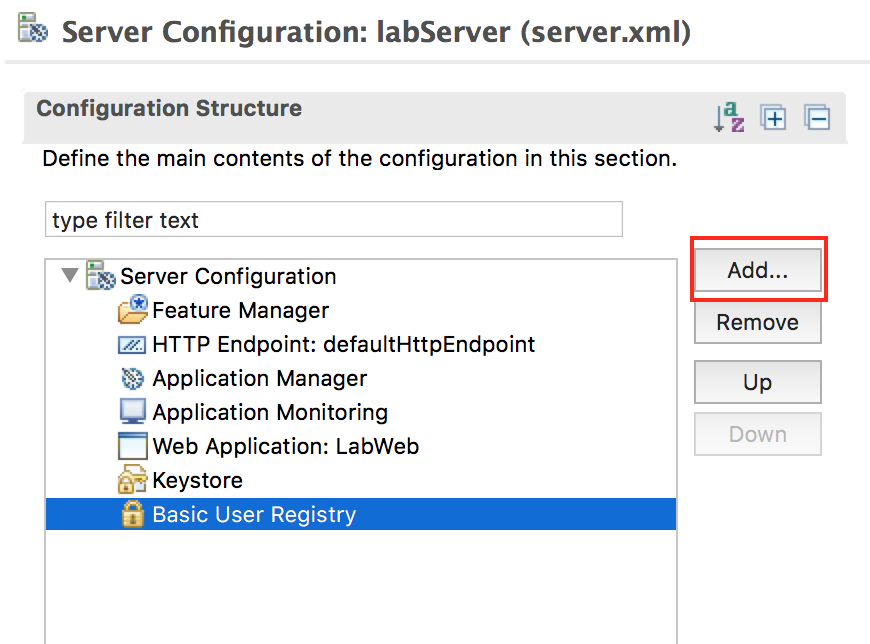 Server Configuration: labServer (server.xml)
Configuration Structure
Define the main contents of the configuration in this section.
type filter text
Server Configuration
Add...
Feature Manager
Remove
HTTP Endpoint: defaultHttpEndpoint
Application Manager
Up
Application Monitoring
Down
Web Application: LabWeb
Keystore
Basic User Registry